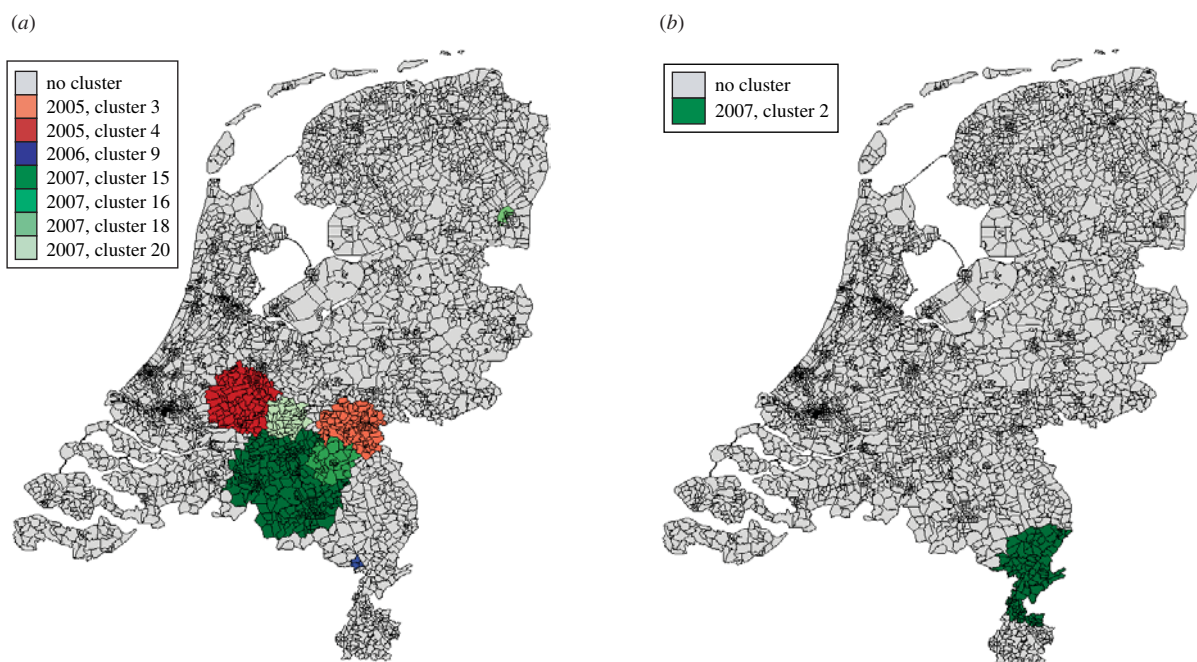 (a)
no cluster
2005, cluster 3
2005, cluster 4
2006, cluster 9
2007, cluster 15
2007, cluster 16
2007, cluster 18
2007, cluster 20
(b)
no cluster
2007, cluster 2